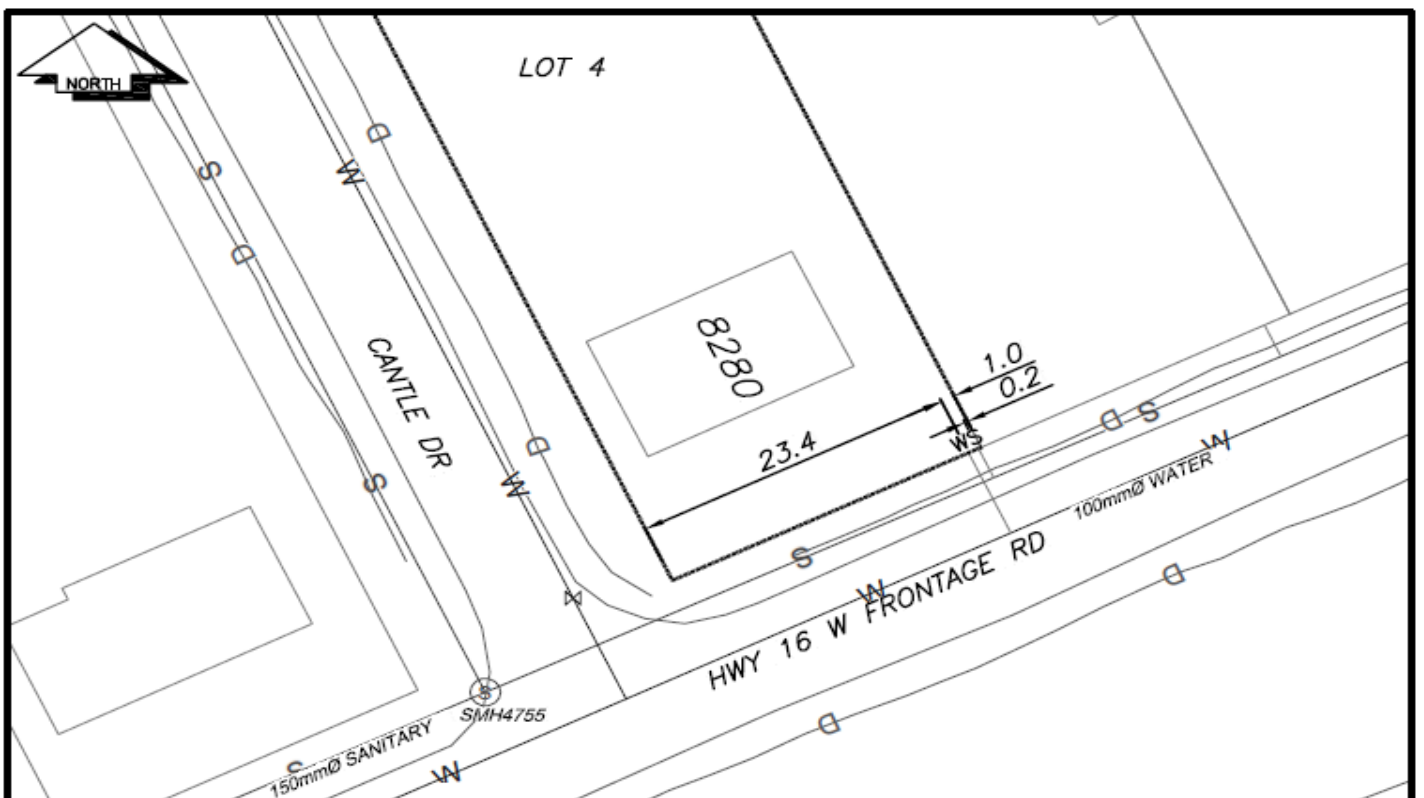 NORTH
LOT 4
D
S
W
D
8280
CANTLE DR
1.0
0.2
D
S
D
W
23.4
WS
W
S
100mmØ WATER
S
W
HWY 16 W FRONTAGE RD
D
S
SMH4755
D
150mmØ SANITARY
S
W